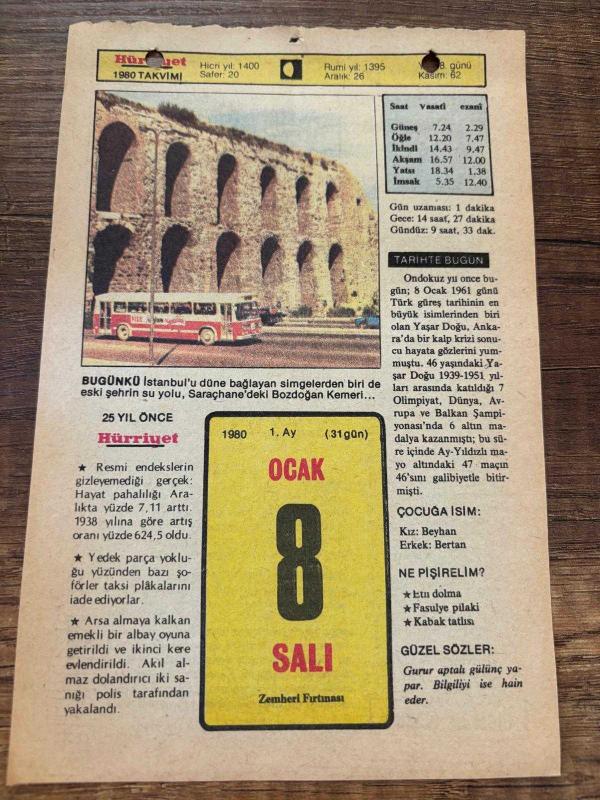 Hürriyet
1980 TAKVİMİ
Hicri yıl: 1400
Safer: 20
Rumi yıl: 1395
Aralık: 26
8. günü
Kasım: 62
Saat vasati ezani
Güneş 7.24 2.29
Öğle 12.20 7.47
İkindi 14.43 9.47
Akşam 16.57 12.00
Yatsı 18.34 1.38
İmsak 5.35 12.40
Gün uzaması: 1 dakika
Gece: 14 saat, 27 dakika
Gündüz: 9 saat, 33 dak.
BUGÜNKÜ İstanbul'u düne bağlayan simgelerden biri de
eski şehrin su yolu, Saraçhane'deki Bozdoğan Kemeri...
TARİHTE BUGÜN
Ondokuz yıl önce bu-
gün; 8 Ocak 1961 günü
Türk güreş tarihinin en
büyük isimlerinden biri
olan Yaşar Doğu, Anka-
ra'da bir kalp krizi sonu-
cu hayata gözlerini yum-
muştu. 46 yaşındaki Ya-
şar Doğu 1939-1951 yıl-
ları arasında katıldığı 7
Olimpiyat, Dünya, Av-
rupa ve Balkan Şampi-
yonası'nda 6 altın ma-
dalya kazanmıştı; bu sü-
re içinde Ay-Yıldızlı ma-
yo altındaki 47 maçın
46'sını galibiyetle bitir-
mişti.
25 YIL ÖNCE
Hürriyet
★ Resmi endekslerin
gizleyemediği gerçek:
Hayat pahalılığı Ara-
lıkta yüzde 7,11 arttı.
1938 yılına göre artış
oranı yüzde 624,5 oldu.
★ Yedek parça yoklu-
ğu yüzünden bazı şo-
förler taksi plâkalarını
iade ediyorlar.
★ Arsa almaya kalkan
emekli bir albay oyuna
getirildi ve ikinci kere
evlendirildi. Akıl al-
maz dolandırıcı iki sa-
nığı polis tarafından
yakalandı.
1980 1. Ay (31 gün)
OCAK
8
SALI
Zemheri Fırtınası
ÇOCUĞA İSİM:
Kız: Beyhan
Erkek: Bertan
NE PİŞİRELİM?
★ Etli dolma
★ Fasulye pilaki
★ Kabak tatlısı
GÜZEL SÖZLER:
Gurur aptalı gülünç ya-
par. Bilgiliyi ise hain
eder.